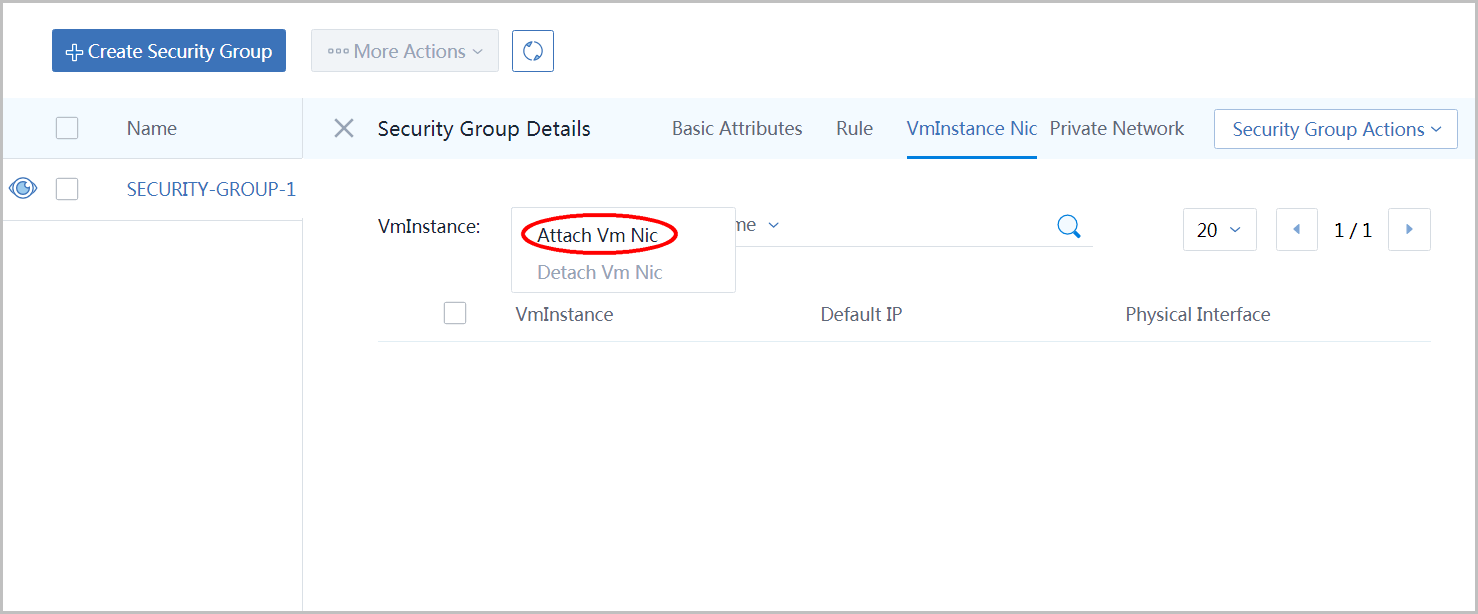 Create Security Group
More Actions
Name
Security Group Details
Basic Attributes
Rule
VmInstance Nic
Private Network
Security Group Actions
SECURITY-GROUP-1
VmInstance:
Attach Vm Nic
Detach Vm Nic
me
20
1 / 1
VmInstance
Default IP
Physical Interface